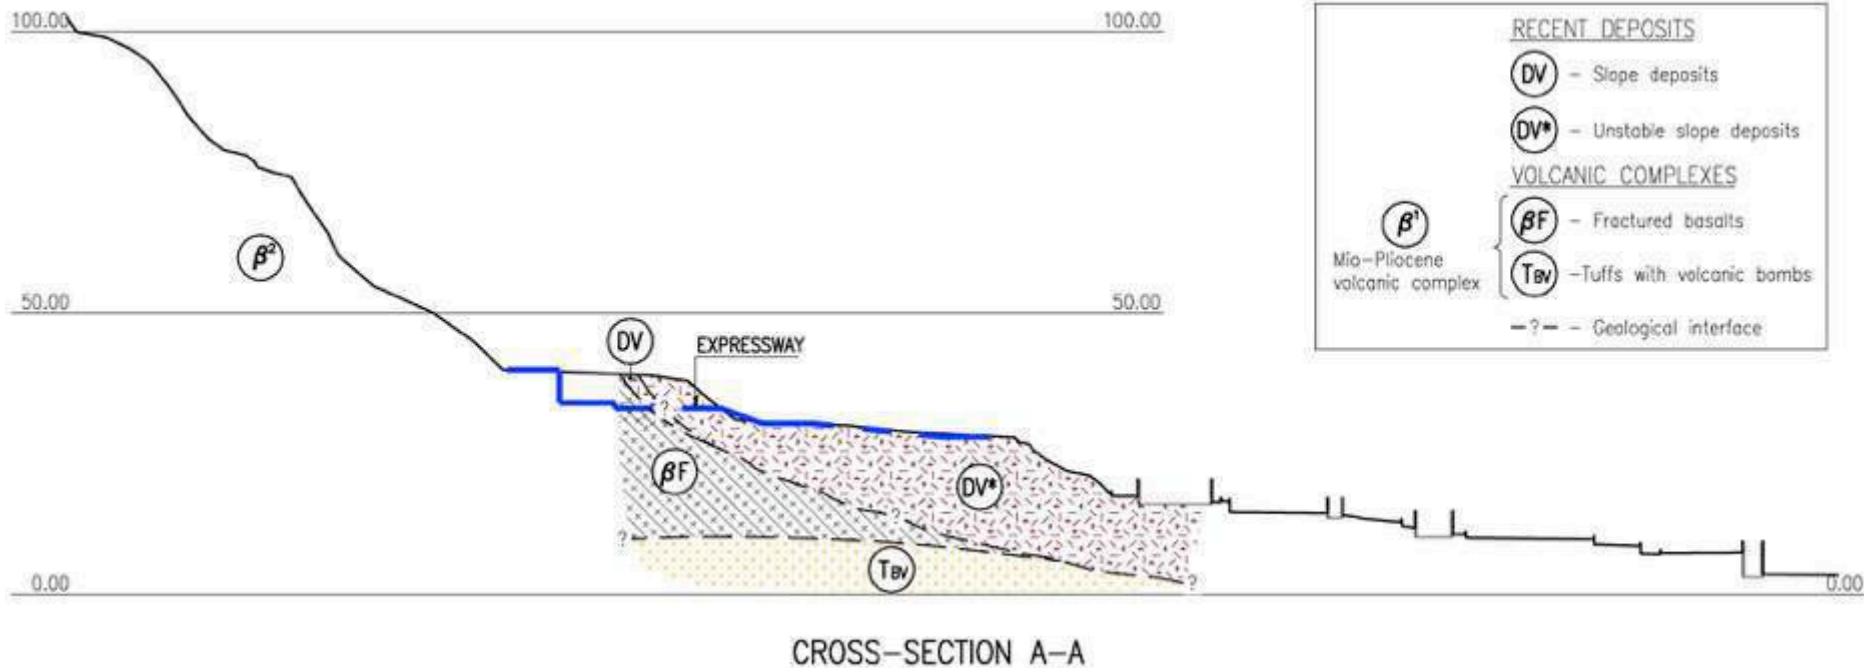 100.00
100.00
β²
50.00
50.00
DV
EXPRESSWAY
?
βF
DV*
?
?
TBV
?
0.00
0.00
CROSS-SECTION A-A
RECENT DEPOSITS
DV - Slope deposits
DV* - Unstable slope deposits
VOLCANIC COMPLEXES
β¹
Mio-Pliocene
volcanic complex
βF - Fractured basalts
TBV -Tuffs with volcanic bombs
-?- - Geological interface